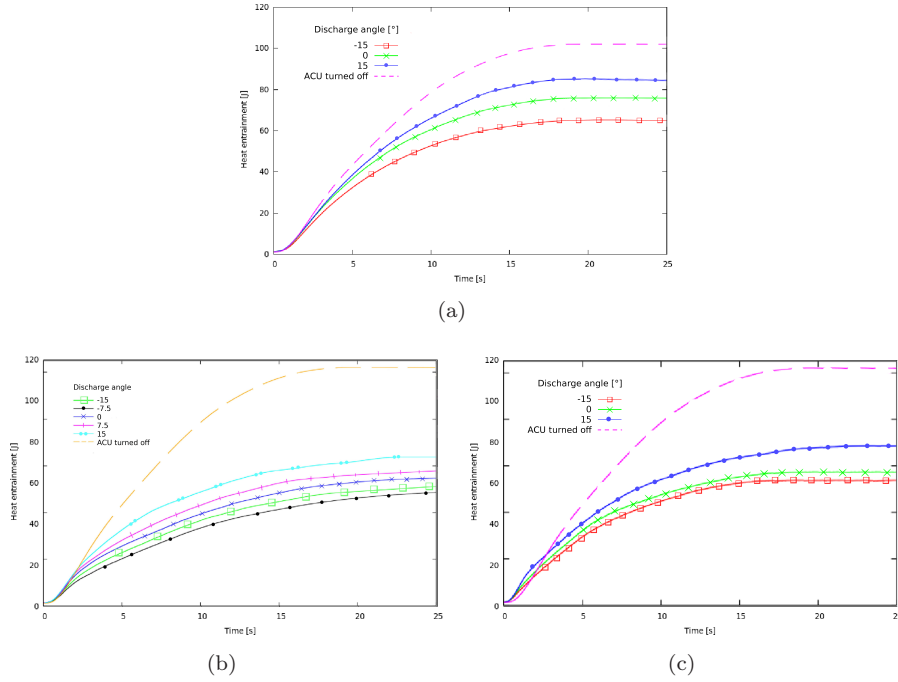 120
100
80
60
40
20
0
0 5 10 15 20 25
Heat entrainment [J]
Time [s]
Discharge angle [°]
-15
0
15
ACU turned off
(a)
120
100
80
60
40
20
0
0 5 10 15 20 25
Heat entrainment [J]
Time [s]
Discharge angle
-15
-7.5
0
7.5
15
ACU turned off
(b)
120
100
80
60
40
20
0
0 5 10 15 20 25
Heat entrainment [J]
Time [s]
Discharge angle [°]
-15
0
15
ACU turned off
(c)